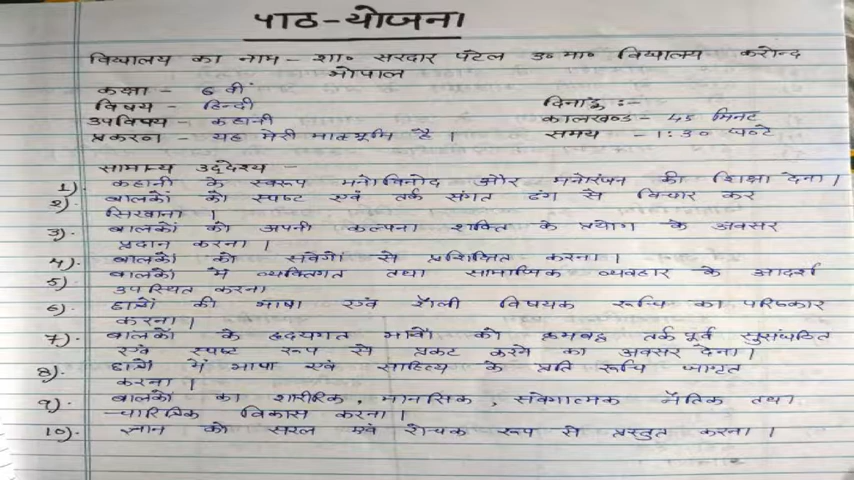 पाठ-योजना
विद्यालय का नाम - शा० सरदार पटेल उ० मा० विद्यालय करोन्द
भोपाल
कक्षा - 6 वीं
विषय - हिन्दी दिनाङ्क :-
उपविषय - कहानी कालखण्ड - 45 मिनट
प्रकरण - यह मेरी मातृभूमि है । समय - 1:30 घण्टे
सामान्य उद्देश्य -
1). कहानी के स्वरूप मनोविनोद और मनोरंजन की शिक्षा देना ।
2). बालकों को स्पष्ट एवं तर्क संगत ढंग से विचार कर
सिखाना ।
3). बालकों को अपनी कल्पना शक्ति के प्रयोग के अवसर
प्रदान करना ।
4). बालकों को संवेगों से प्रशिक्षित करना ।
5). बालकों में व्यक्तिगत तथा सामाजिक व्यवहार के आदर्श
उपस्थित करना
6). छात्रों की भाषा एवं शैली विषयक रूचि का परिष्कार
करना ।
7). बालकों के हृदयगत भावों को क्रमबद्ध तर्क पूर्व सुसंगठित
एवं स्पष्ट रूप से प्रकट करने का अवसर देना ।
8). छात्रों में भाषा एवं साहित्य के प्रति रूचि जागृत
करना ।
9). बालकों का शारीरिक, मानसिक, संवेगात्मक नैतिक तथा
चारित्रिक विकास करना ।
10). ज्ञान को सरल एवं रोचक रूप से प्रस्तुत करना ।